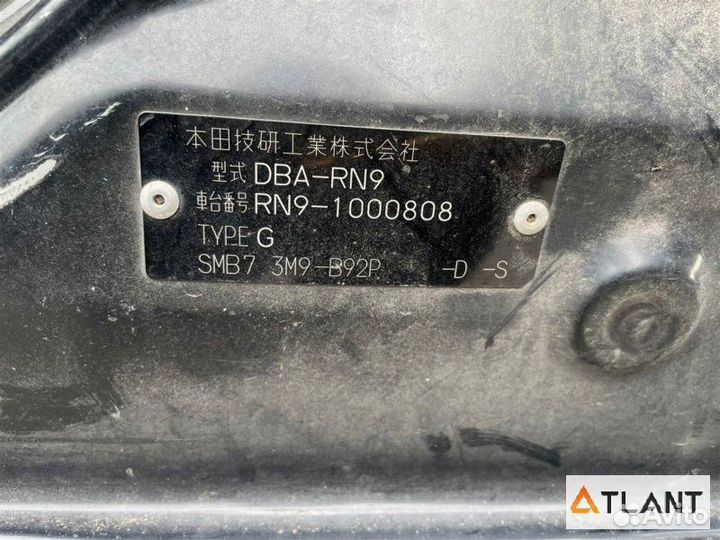 本田技研工業株式会社
型式 DBA-RN9
車台番号 RN9-1000808
TYPE G
SMB7 3M9-B92P -D -S
ATLANT
Avito